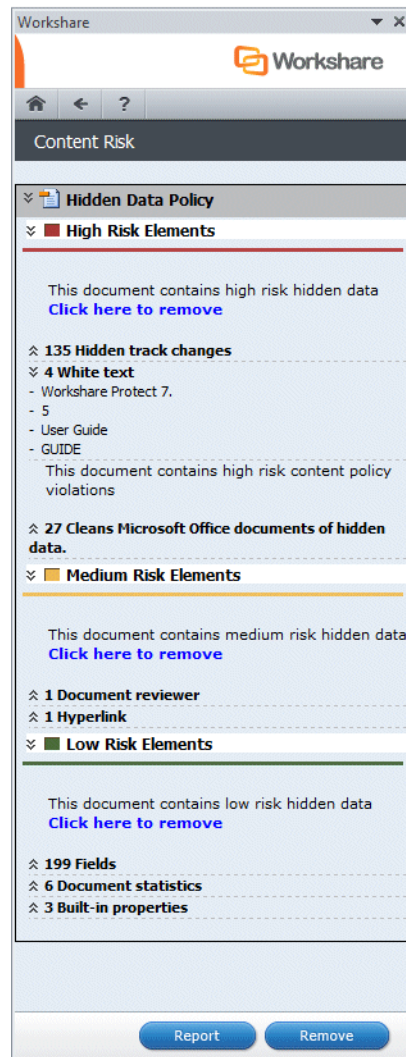 Workshare
Workshare
?
Content Risk
Hidden Data Policy
High Risk Elements
This document contains high risk hidden data
Click here to remove
135 Hidden track changes
4 White text
- Workshare Protect 7.
- 5
- User Guide
- GUIDE
This document contains high risk content policy
violations
27 Cleans Microsoft Office documents of hidden
data.
Medium Risk Elements
This document contains medium risk hidden data
Click here to remove
1 Document reviewer
1 Hyperlink
Low Risk Elements
This document contains low risk hidden data
Click here to remove
199 Fields
6 Document statistics
3 Built-in properties
Report
Remove